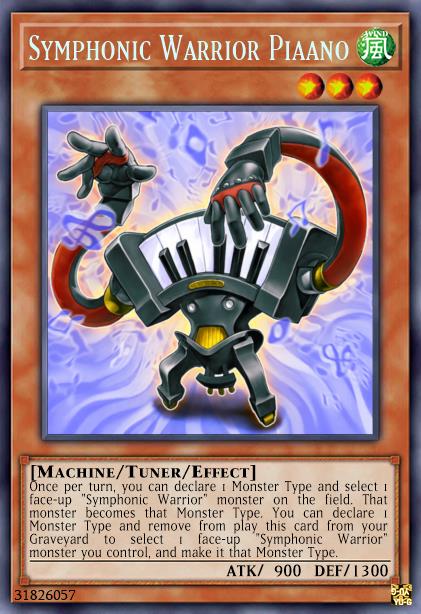 SYMPHONIC WARRIOR PIAANO
WIND
風
[MACHINE/TUNER/EFFECT]
Once per turn, you can declare 1 Monster Type and select 1
face-up "Symphonic Warrior" monster on the field. That
monster becomes that Monster Type. You can declare 1
Monster Type and remove from play this card from your
Graveyard to select 1 face-up "Symphonic Warrior"
monster you control, and make it that Monster Type.
ATK/ 900 DEF/1300
31826057